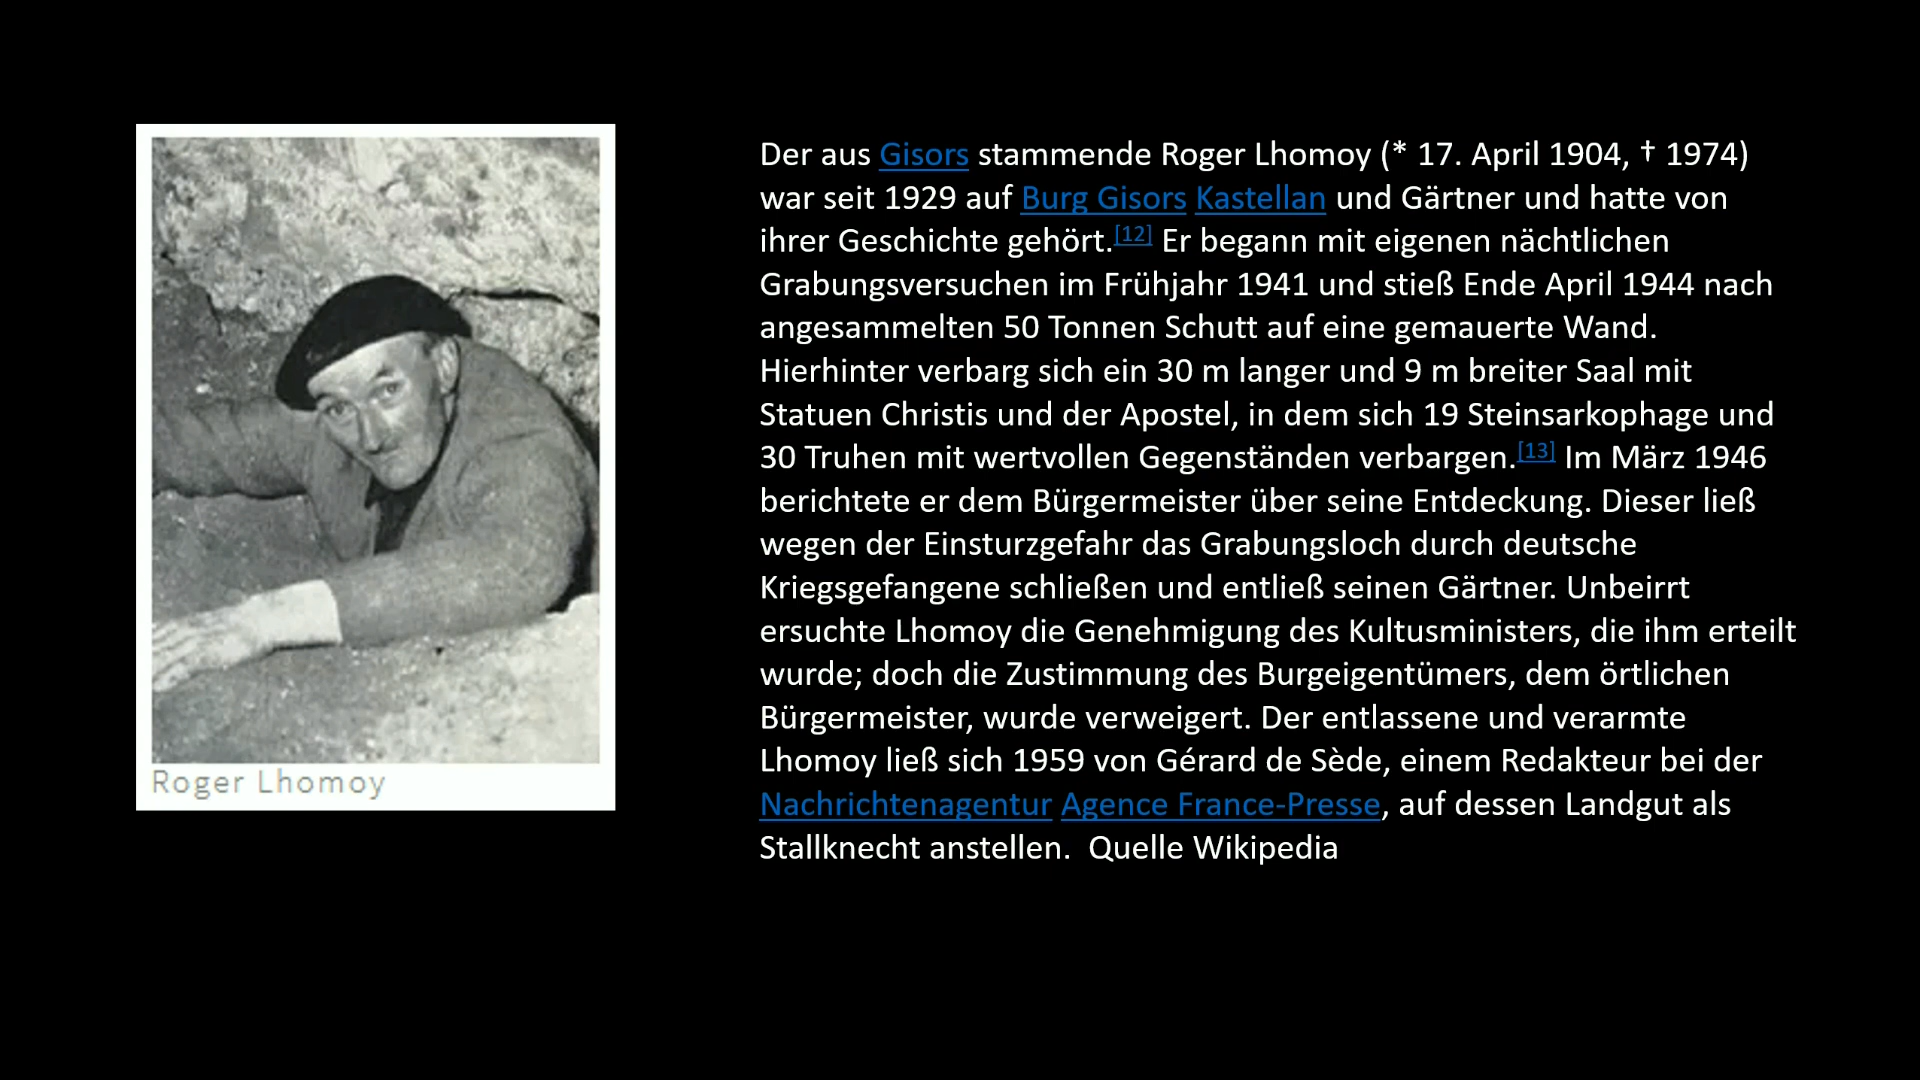 Roger Lhomoy
Der aus Gisors stammende Roger Lhomoy (* 17. April 1904, † 1974)
war seit 1929 auf Burg Gisors Kastellan und Gärtner und hatte von
ihrer Geschichte gehört.[12] Er begann mit eigenen nächtlichen
Grabungsversuchen im Frühjahr 1941 und stieß Ende April 1944 nach
angesammelten 50 Tonnen Schutt auf eine gemauerte Wand.
Hierhinter verbarg sich ein 30 m langer und 9 m breiter Saal mit
Statuen Christis und der Apostel, in dem sich 19 Steinsarkophage und
30 Truhen mit wertvollen Gegenständen verbargen.[13] Im März 1946
berichtete er dem Bürgermeister über seine Entdeckung. Dieser ließ
wegen der Einsturzgefahr das Grabungsloch durch deutsche
Kriegsgefangene schließen und entließ seinen Gärtner. Unbeirrt
ersuchte Lhomoy die Genehmigung des Kultusministers, die ihm erteilt
wurde; doch die Zustimmung des Burgeigentümers, dem örtlichen
Bürgermeister, wurde verweigert. Der entlassene und verarmte
Lhomoy ließ sich 1959 von Gérard de Sède, einem Redakteur bei der
Nachrichtenagentur Agence France-Presse, auf dessen Landgut als
Stallknecht anstellen.  Quelle Wikipedia